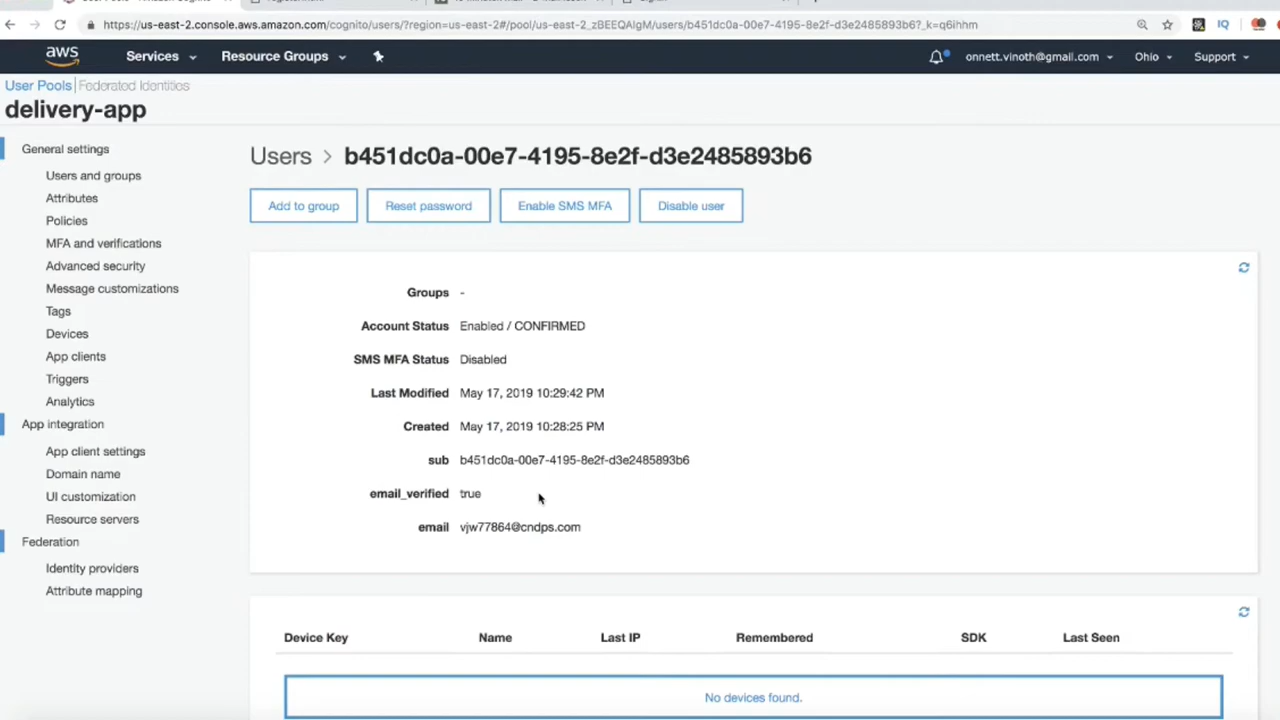 https://us-east-2.console.aws.amazon.com/cognito/users/?region=us-east-2#/pool/us-east-2_zBEEQAIgM/users/b451dc0a-00e7-4195-8e2f-d3e2485893b6?_k=q6ihhm
IQ
aws
Services
Resource Groups
onnett.vinoth@gmail.com
Ohio
Support
User Pools | Federated Identities
delivery-app
General settings
Users and groups
Attributes
Policies
MFA and verifications
Advanced security
Message customizations
Tags
Devices
App clients
Triggers
Analytics
App integration
App client settings
Domain name
UI customization
Resource servers
Federation
Identity providers
Attribute mapping
Users > b451dc0a-00e7-4195-8e2f-d3e2485893b6
Add to group
Reset password
Enable SMS MFA
Disable user
Groups -
Account Status Enabled / CONFIRMED
SMS MFA Status Disabled
Last Modified May 17, 2019 10:29:42 PM
Created May 17, 2019 10:28:25 PM
sub b451dc0a-00e7-4195-8e2f-d3e2485893b6
email_verified true
email vjw77864@cndps.com
Device Key Name Last IP Remembered SDK Last Seen
No devices found.